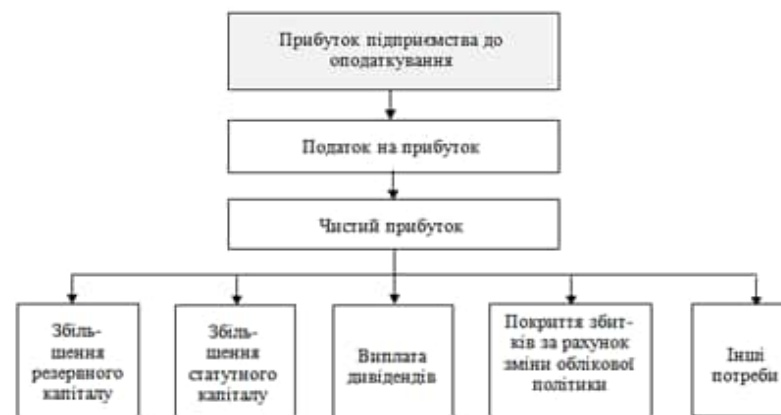 Прибуток підприємства до
оподаткування
Податок на прибуток
Чистий прибуток
Збіль-
шення
резервного
капіталу
Збіль-
шення
статутного
капіталу
Виплата
дивідендів
Покриття збит-
ків за рахунок
зміни облікової
політики
Інші
потреби